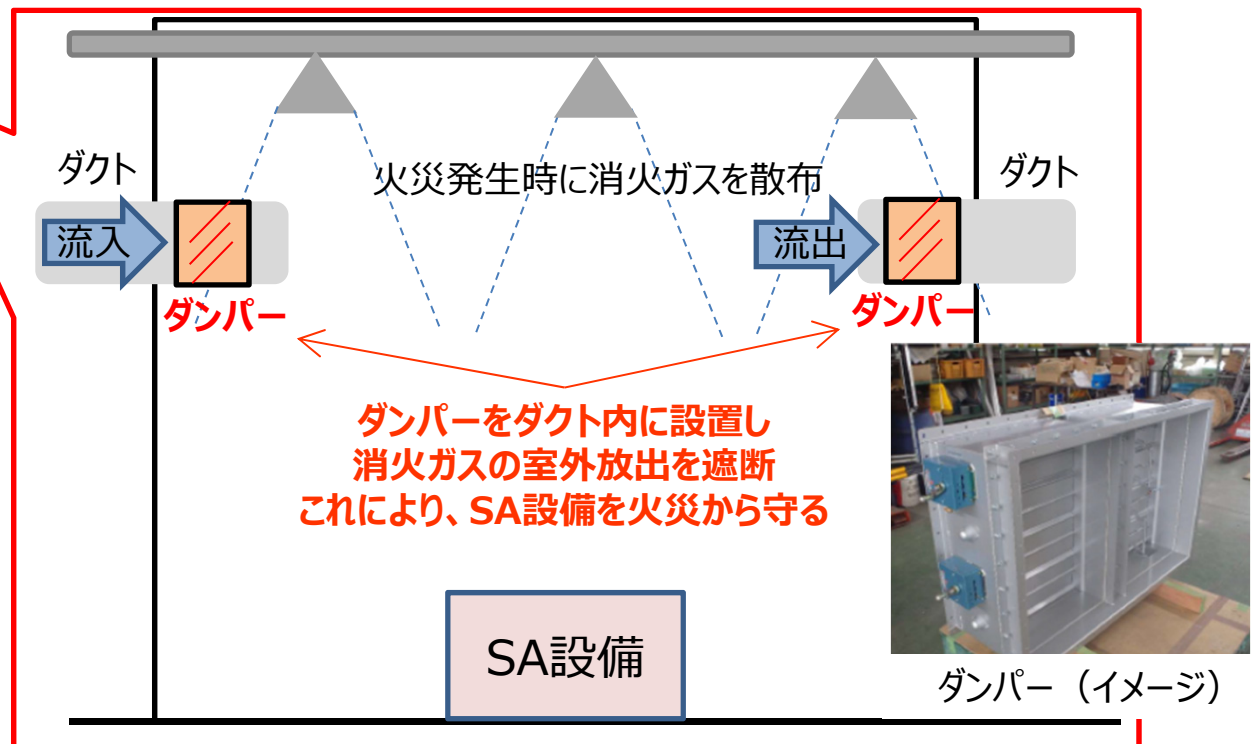 ダクト
ダクト
火災発生時に消火ガスを散布
流入
流出
ダンパー
ダンパー
ダンパーをダクト内に設置し
消火ガスの室外放出を遮断
これにより、SA設備を火災から守る
SA設備
ダンパー（イメージ）